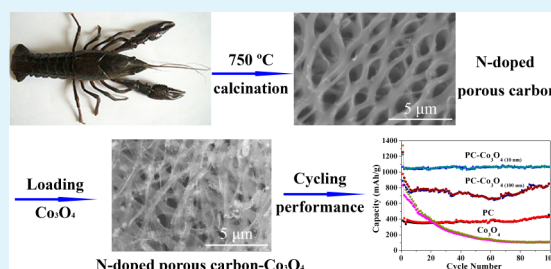 750 °C
calcination
5 μm
N-doped
porous carbon
Loading
Co₃O₄
5 μm
N-doped porous carbon-Co₃O₄
Cycling
performance
Capacity (mAh/g)
1400
1200
1000
800
600
400
200
0
PC-Co₃O₄ (10 nm)
PC-Co₃O₄ (100 nm)
PC
Co₃O₄
0 20 40 60 80 100
Cycle Number